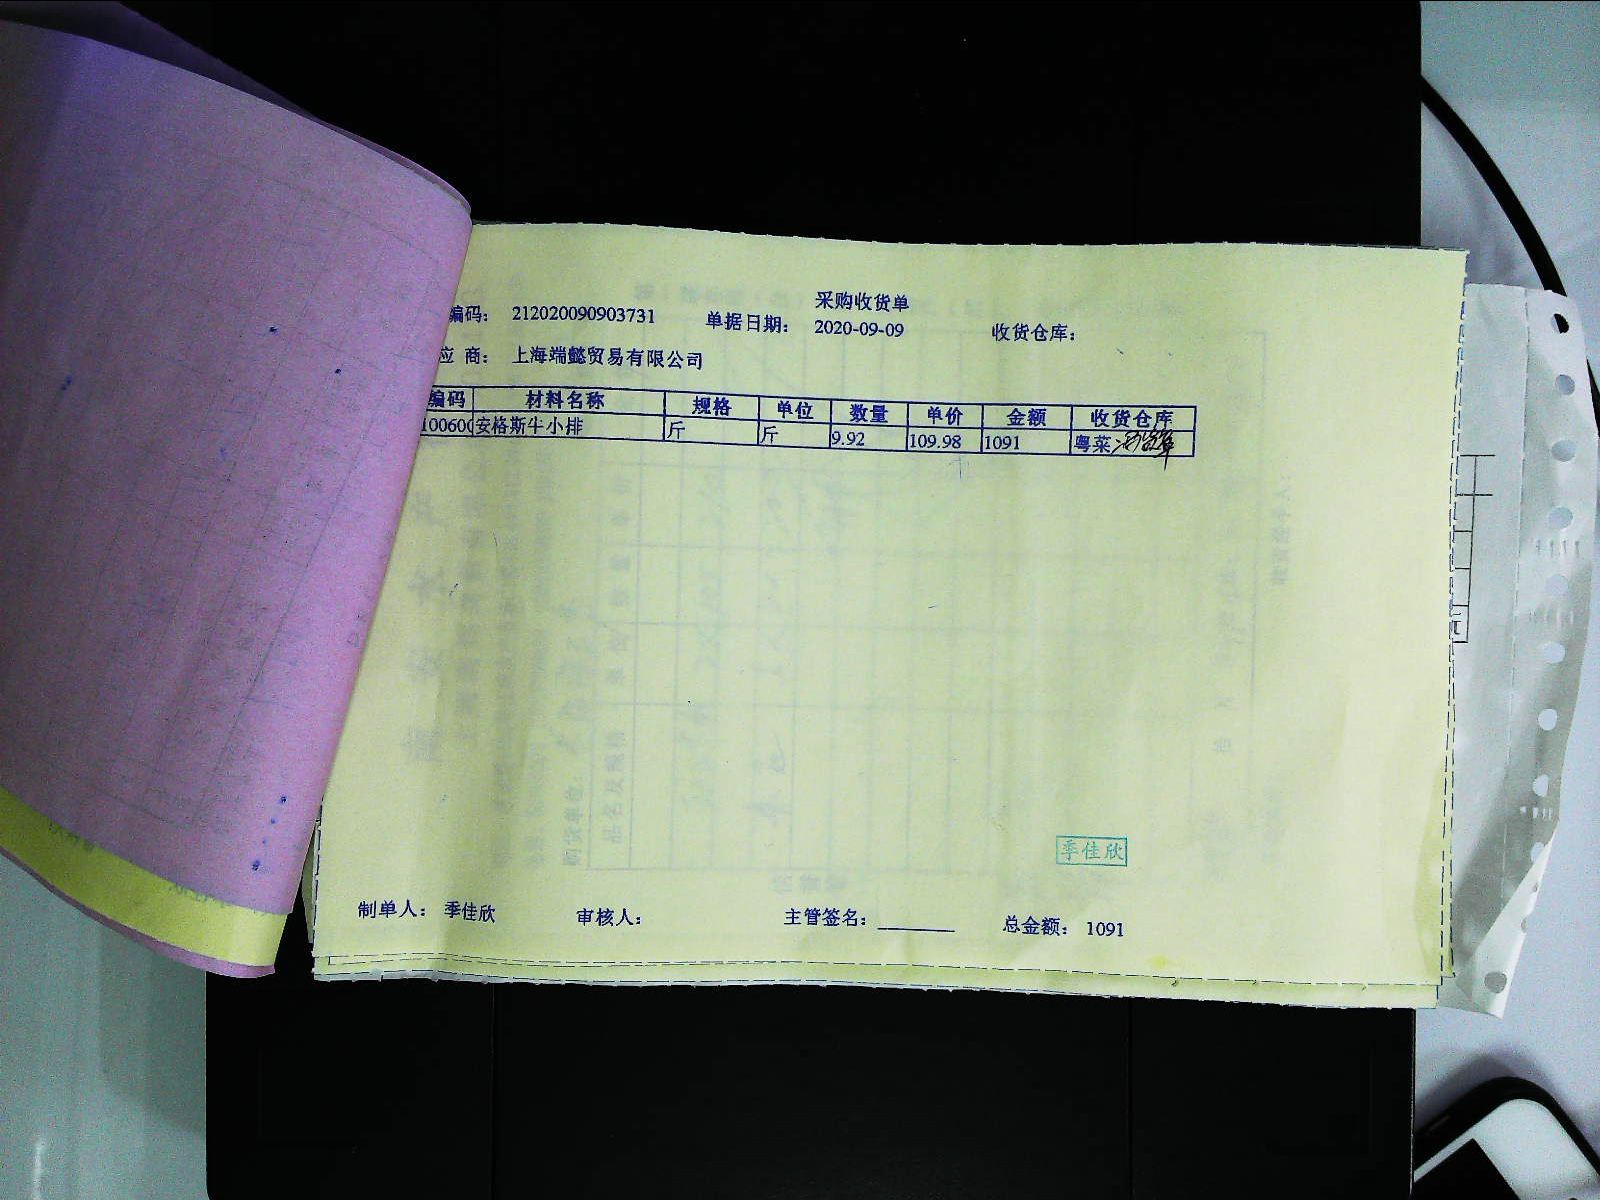 采购收货单
编码： 212020090903731 单据日期： 2020-09-09 收货仓库：
应 商： 上海端懿贸易有限公司
编码 材料名称 规格 单位 数量 单价 金额 收货仓库
安格斯牛小排 斤 斤 9.92 109.98 1091 粤菜
季佳欣
制单人： 季佳欣 审核人： 主管签名：________ 总金额： 1091